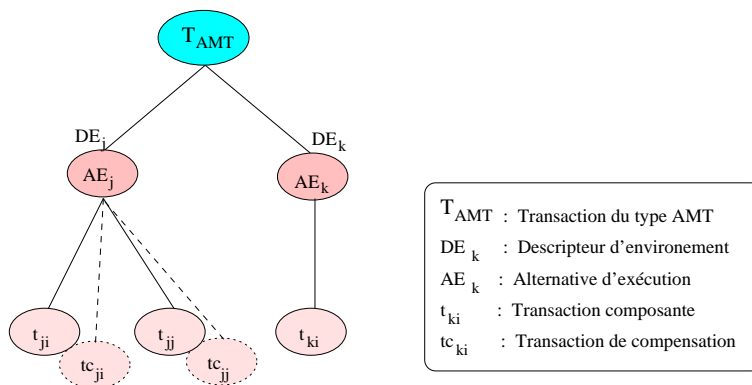 T_AMT
DE_j
DE_k
AE_j
AE_k
t_ji
tc_ji
t_jj
tc_jj
t_ki
T_AMT : Transaction du type AMT
DE_k : Descripteur d'environement
AE_k : Alternative d'exécution
t_ki : Transaction composante
tc_ki : Transaction de compensation